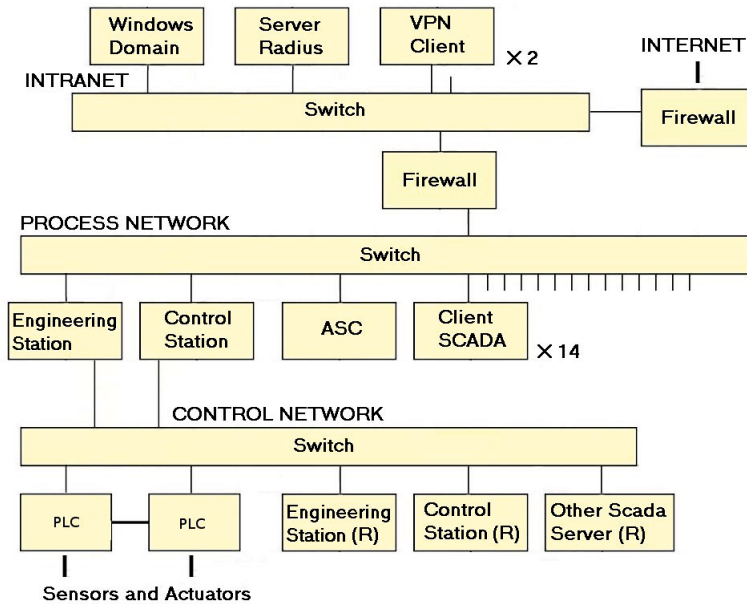 Windows
Domain
Server
Radius
VPN
Client
×2
INTERNET
INTRANET
Switch
Firewall
Firewall
PROCESS NETWORK
Switch
Engineering
Station
Control
Station
ASC
Client
SCADA
×14
CONTROL NETWORK
Switch
PLC
PLC
Engineering
Station (R)
Control
Station (R)
Other Scada
Server (R)
Sensors and Actuators